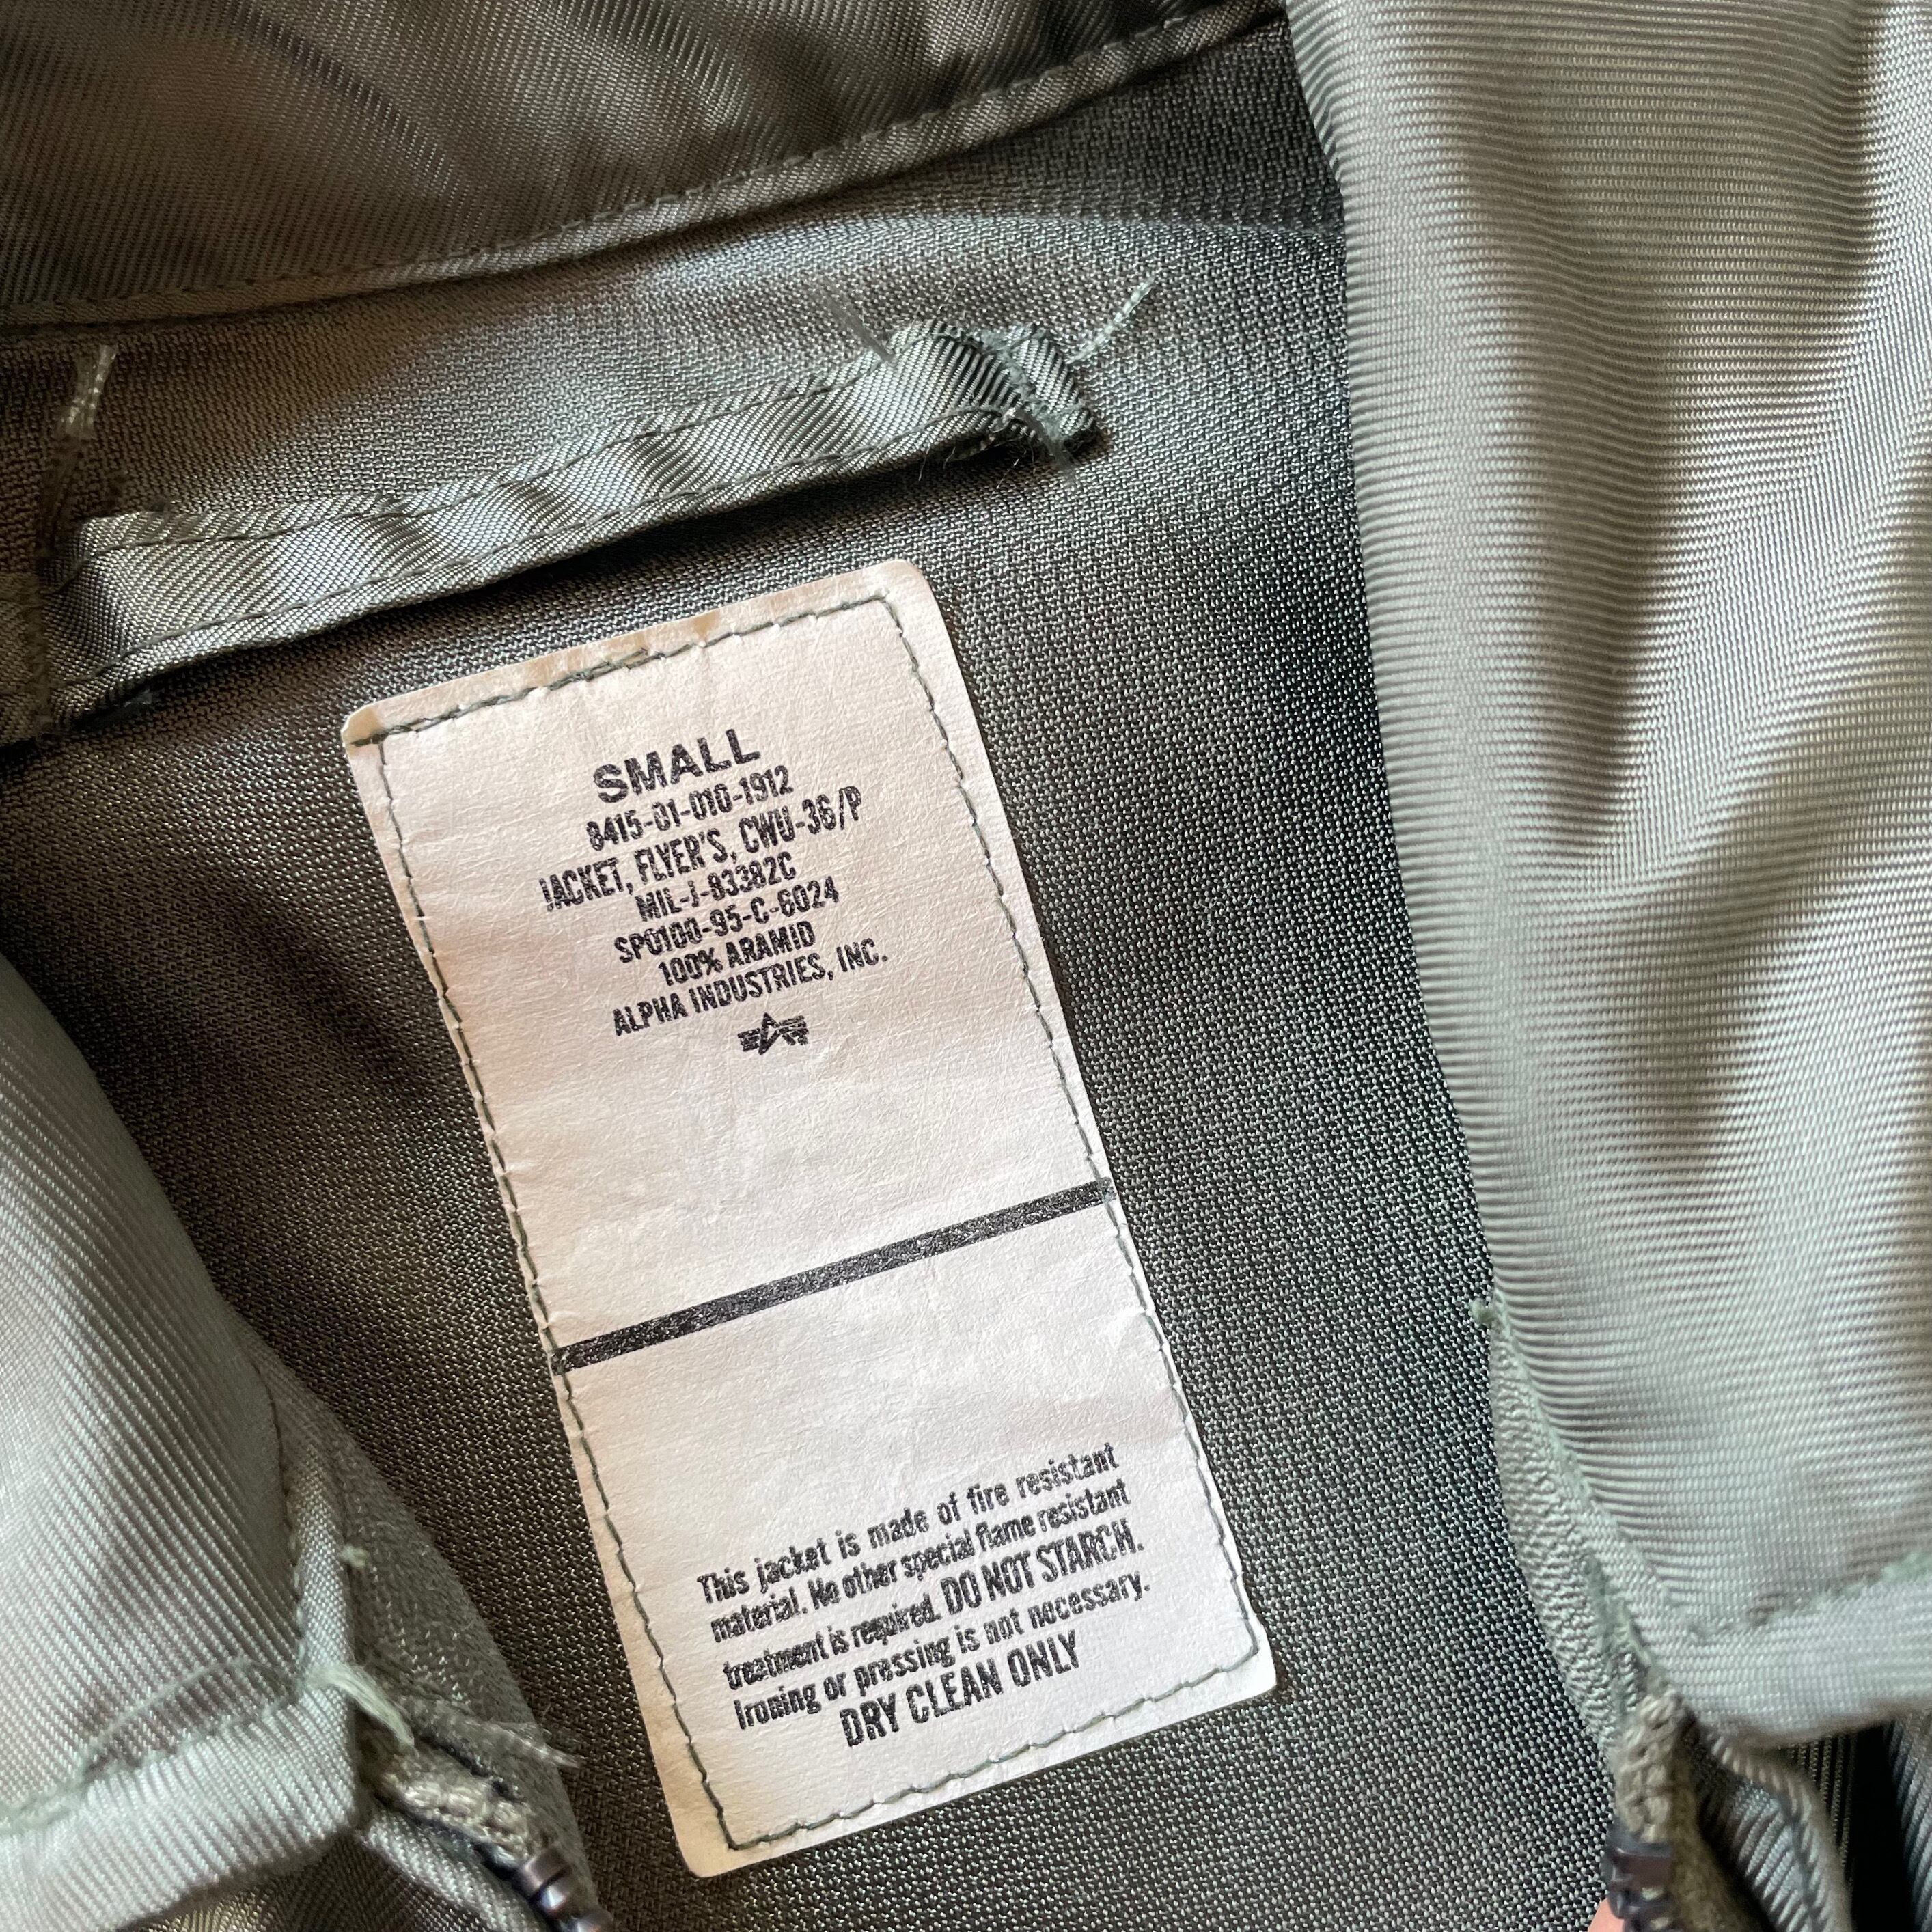 SMALL
8415-01-010-1912
JACKET, FLYER'S, CWU-36/P
MIL-J-83382C
SPO100-95-C-6024
100% ARAMID
ALPHA INDUSTRIES, INC.
This jacket is made of fire resistant
material. No other special flame resistant
treatment is required. DO NOT STARCH.
Ironing or pressing is not necessary.
DRY CLEAN ONLY